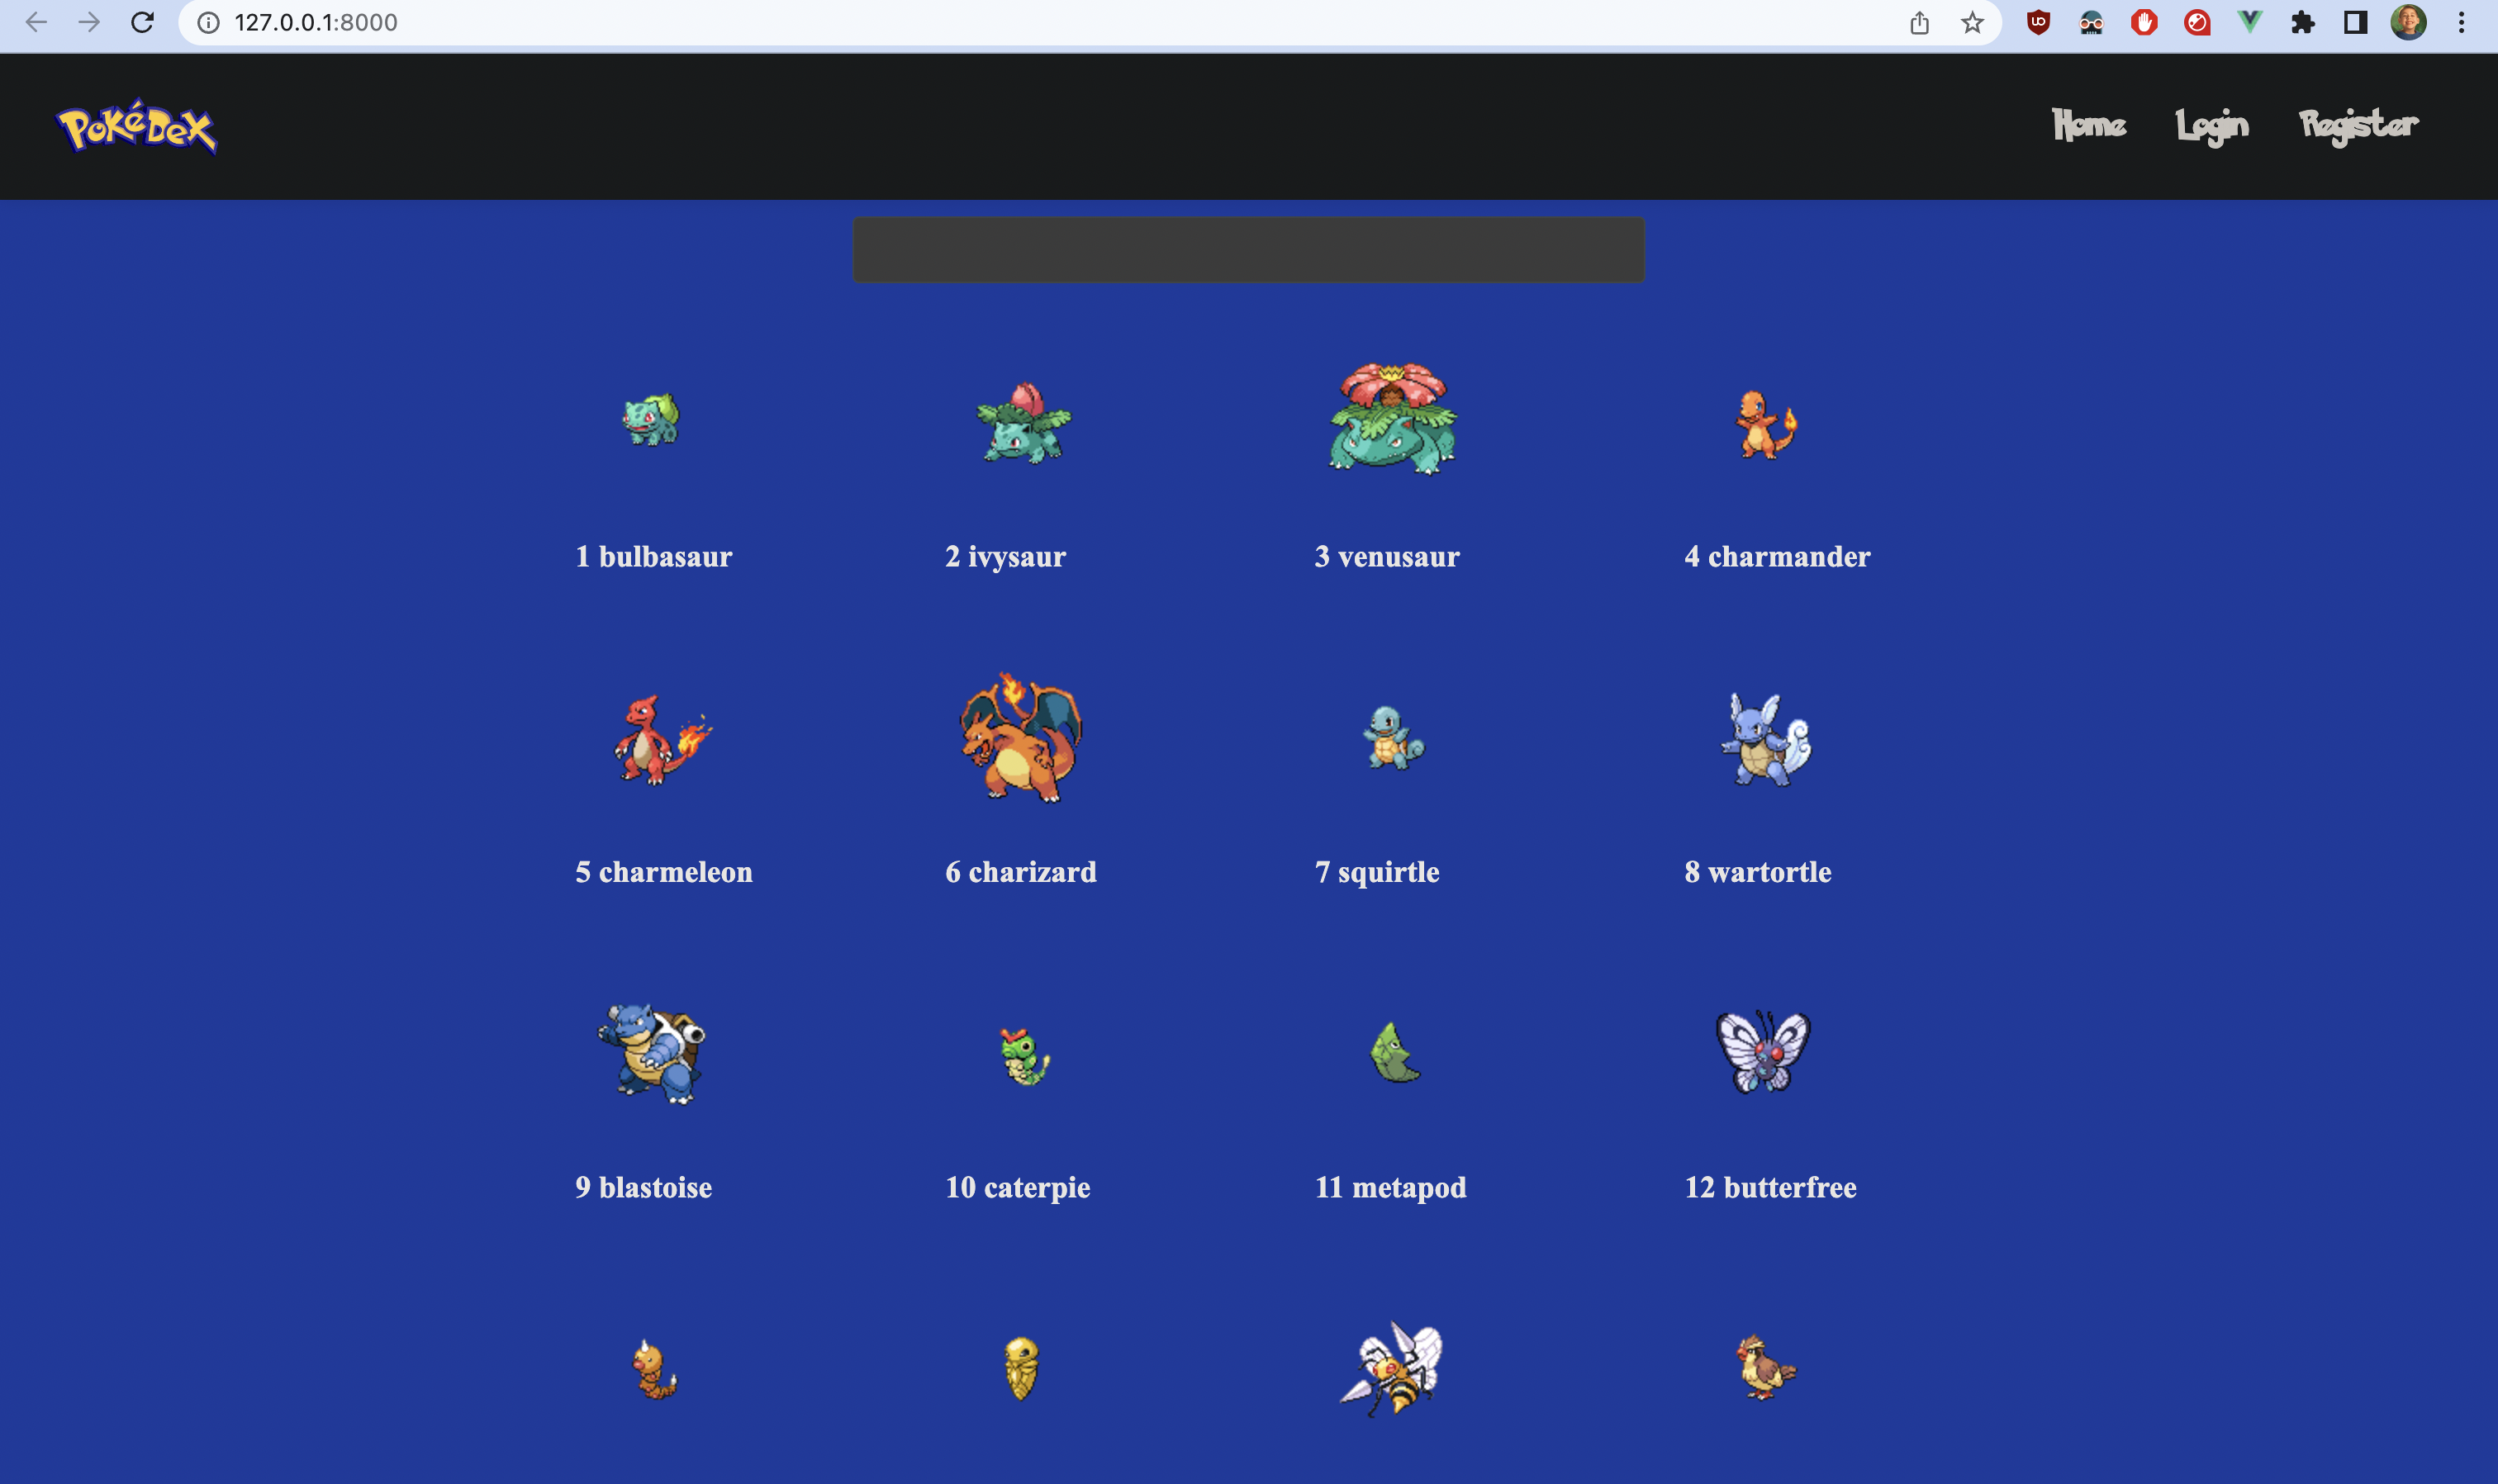 127.0.0.1:8000
PokéDex
Home Login Register
1 bulbasaur 2 ivysaur 3 venusaur 4 charmander
5 charmeleon 6 charizard 7 squirtle 8 wartortle
9 blastoise 10 caterpie 11 metapod 12 butterfree